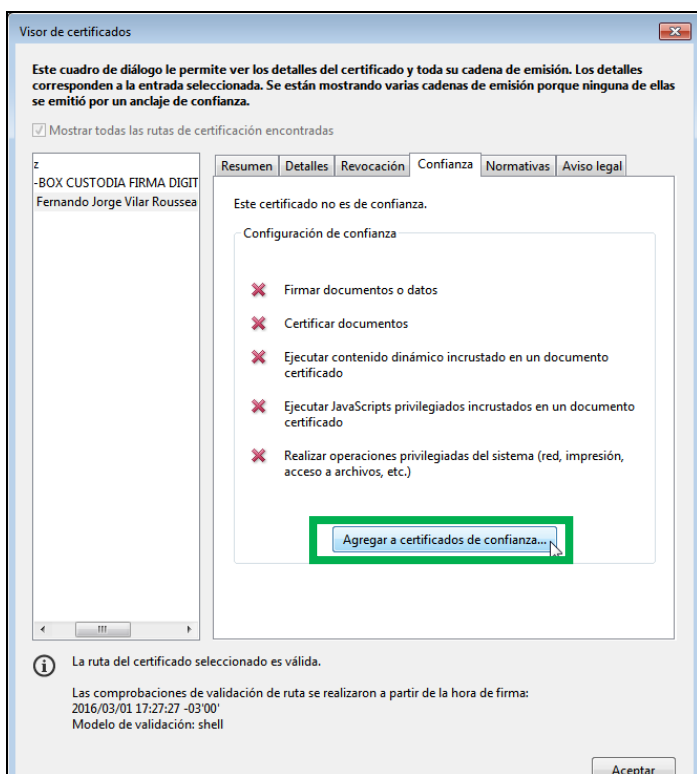 Visor de certificados
Este cuadro de diálogo le permite ver los detalles del certificado y toda su cadena de emisión. Los detalles
corresponden a la entrada seleccionada. Se están mostrando varias cadenas de emisión porque ninguna de ellas
se emitió por un anclaje de confianza.
Mostrar todas las rutas de certificación encontradas
z
-BOX CUSTODIA FIRMA DIGIT
Fernando Jorge Vilar Roussea
Resumen Detalles Revocación Confianza Normativas Aviso legal
Este certificado no es de confianza.
Configuración de confianza
Firmar documentos o datos
Certificar documentos
Ejecutar contenido dinámico incrustado en un documento
certificado
Ejecutar JavaScripts privilegiados incrustados en un documento
certificado
Realizar operaciones privilegiadas del sistema (red, impresión,
acceso a archivos, etc.)
Agregar a certificados de confianza...
La ruta del certificado seleccionado es válida.
Las comprobaciones de validación de ruta se realizaron a partir de la hora de firma:
2016/03/01 17:27:27 -03'00'
Modelo de validación: shell
Aceptar